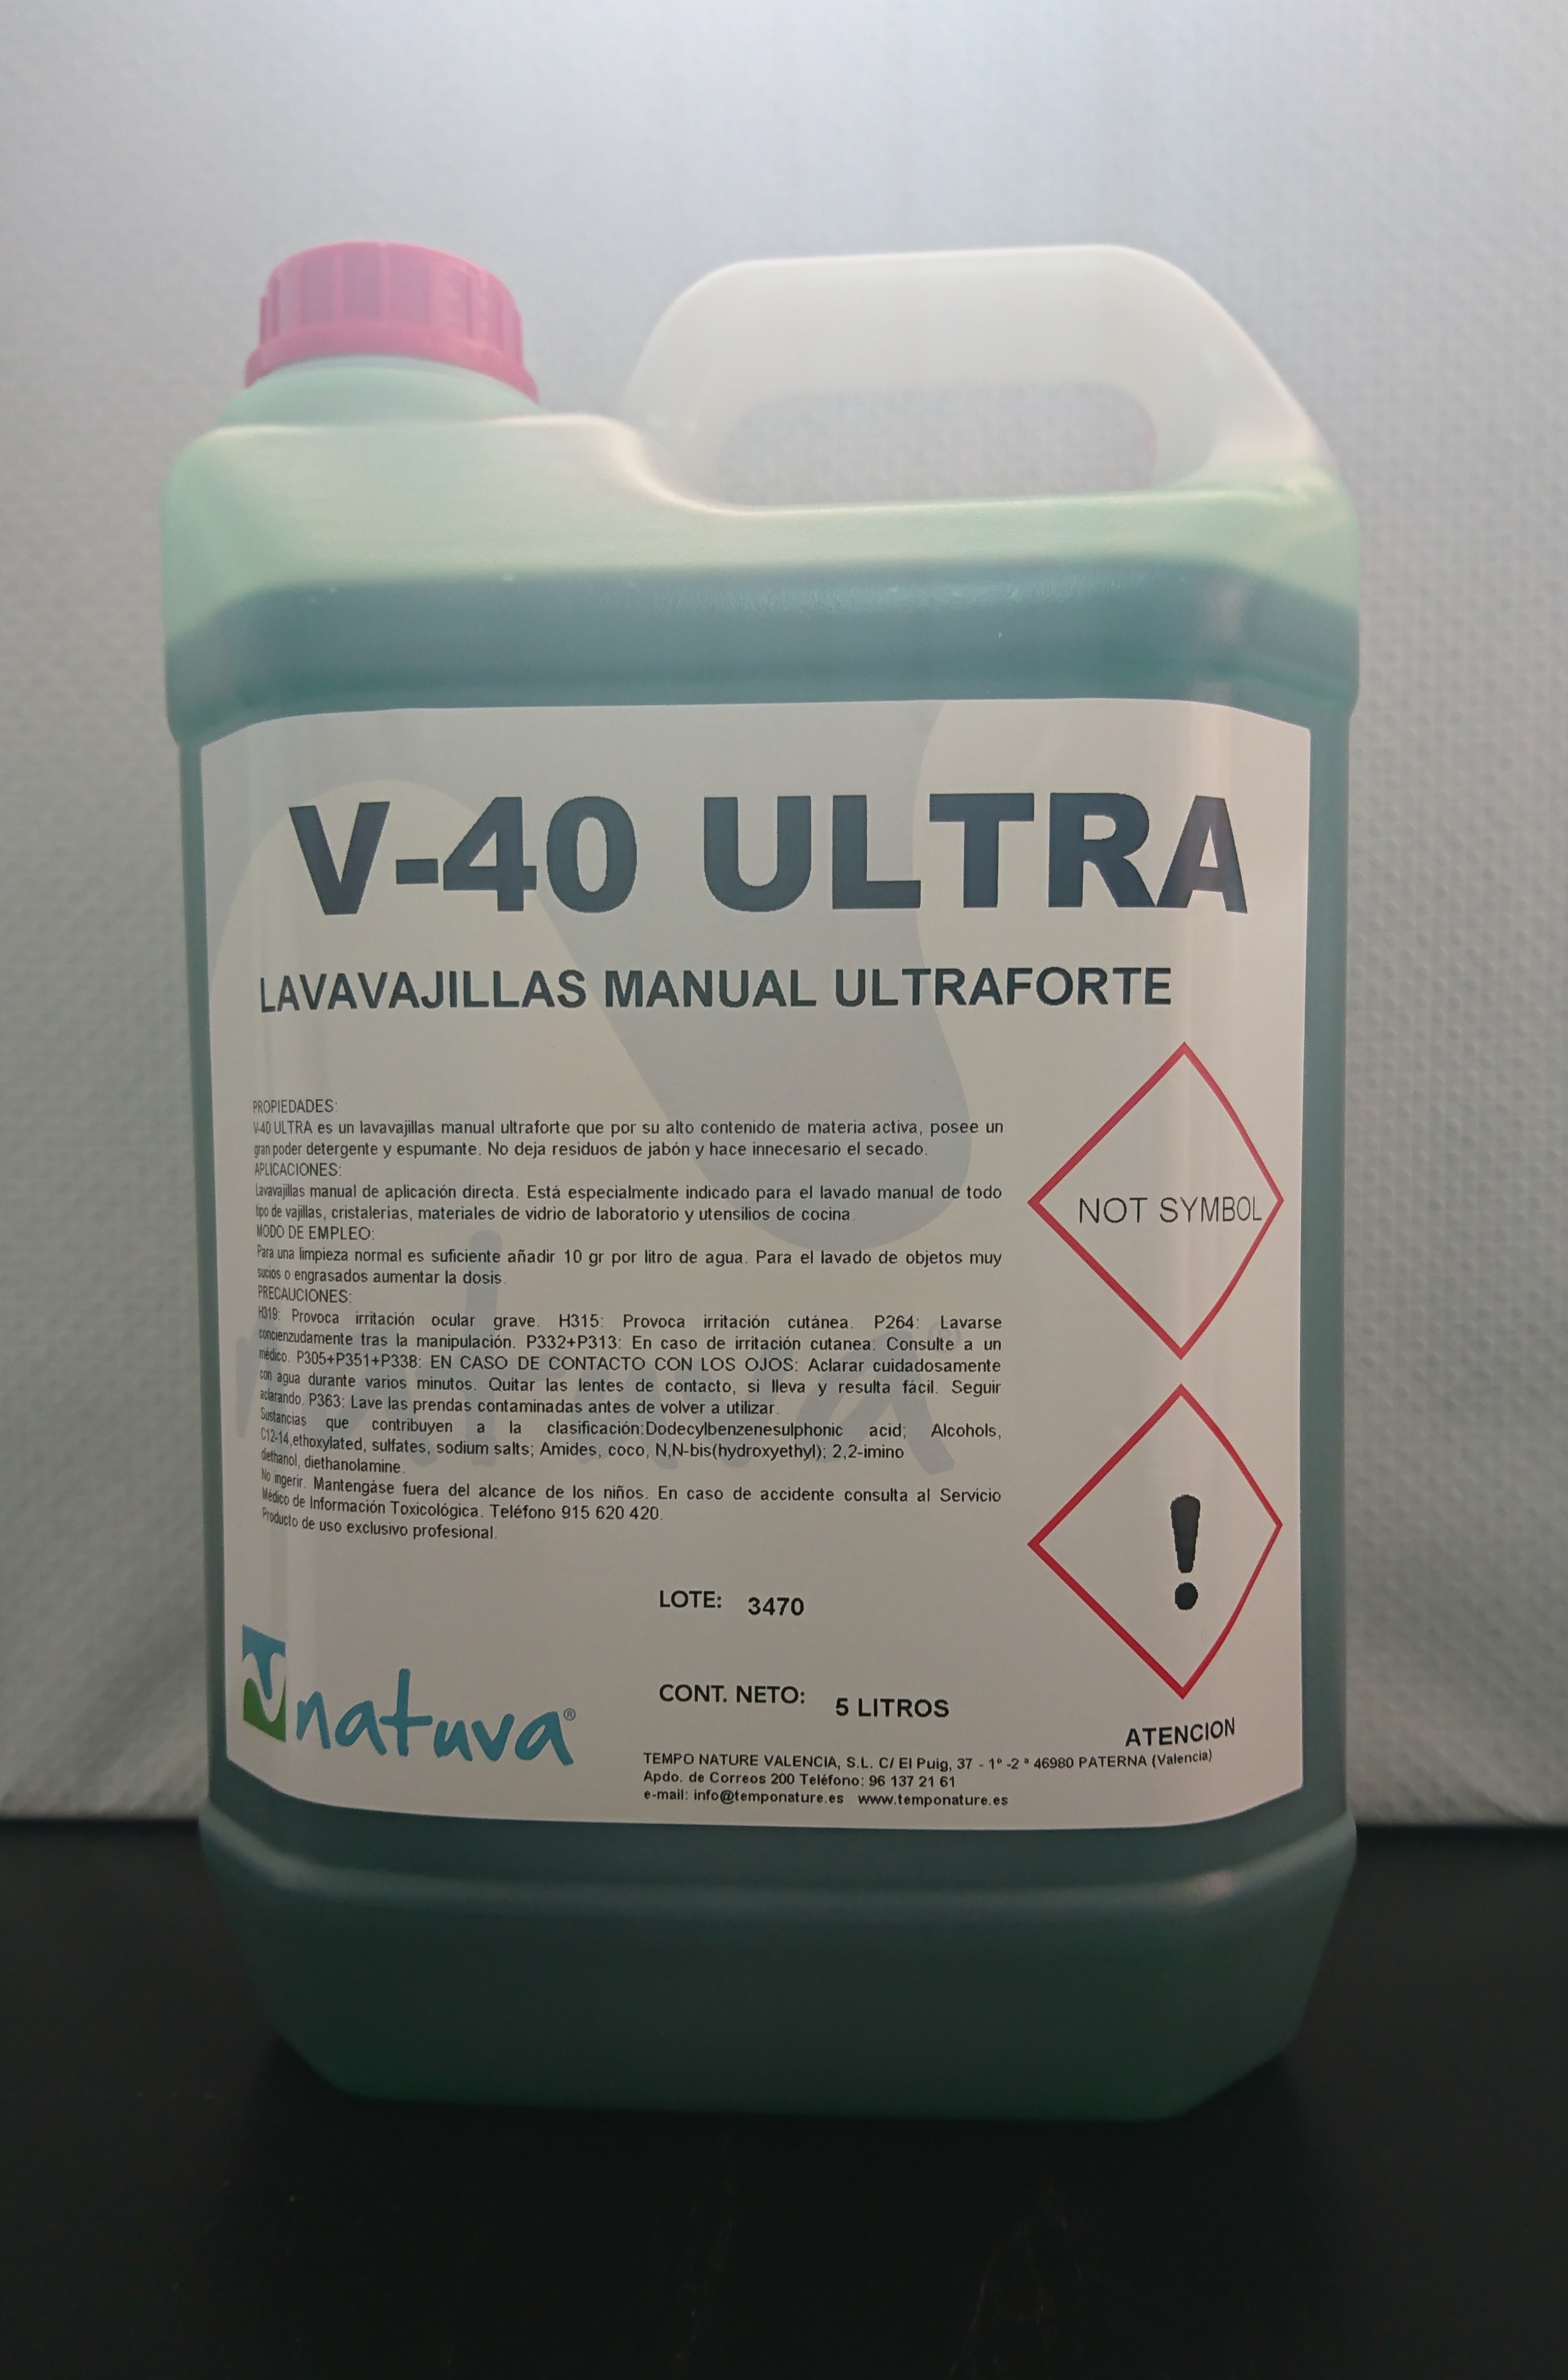 V-40 ULTRA
LAVAVAJILLAS MANUAL ULTRAFORTE
PROPIEDADES:
V-40 ULTRA es un lavavajillas manual ultraforte que por su alto contenido de materia activa, posee un
gran poder detergente y espumante. No deja residuos de jabón y hace innecesario el secado.
APLICACIONES:
Lavavajillas manual de aplicación directa. Está especialmente indicado para el lavado manual de todo
tipo de vajillas, cristalerías, materiales de vidrio de laboratorio y utensilios de cocina.
MODO DE EMPLEO:
Para una limpieza normal es suficiente añadir 10 gr por litro de agua. Para el lavado de objetos muy
sucios o engrasados aumentar la dosis.
PRECAUCIONES:
H319: Provoca irritación ocular grave. H315: Provoca irritación cutánea. P264: Lavarse
concienzudamente tras la manipulación. P332+P313: En caso de irritación cutanea: Consulte a un
médico. P305+P351+P338: EN CASO DE CONTACTO CON LOS OJOS: Aclarar cuidadosamente
con agua durante varios minutos. Quitar las lentes de contacto, si lleva y resulta fácil. Seguir
aclarando. P363: Lave las prendas contaminadas antes de volver a utilizar.
Sustancias que contribuyen a la clasificación:Dodecylbenzenesulphonic acid; Alcohols,
C12-14,ethoxylated, sulfates, sodium salts; Amides, coco, N,N-bis(hydroxyethyl); 2,2-imino
diethanol, diethanolamine.
No ingerir. Mantengáse fuera del alcance de los niños. En caso de accidente consulta al Servicio
Médico de Información Toxicológica. Teléfono 915 620 420.
Producto de uso exclusivo profesional.
NOT SYMBOL
!
ATENCION
LOTE: 3470
CONT. NETO: 5 LITROS
natuva®
TEMPO NATURE VALENCIA, S.L. C/ El Puig, 37 - 1º -2 ª 46980 PATERNA (Valencia)
Apdo. de Correos 200 Teléfono: 96 137 21 61
e-mail: info@temponature.es www.temponature.es